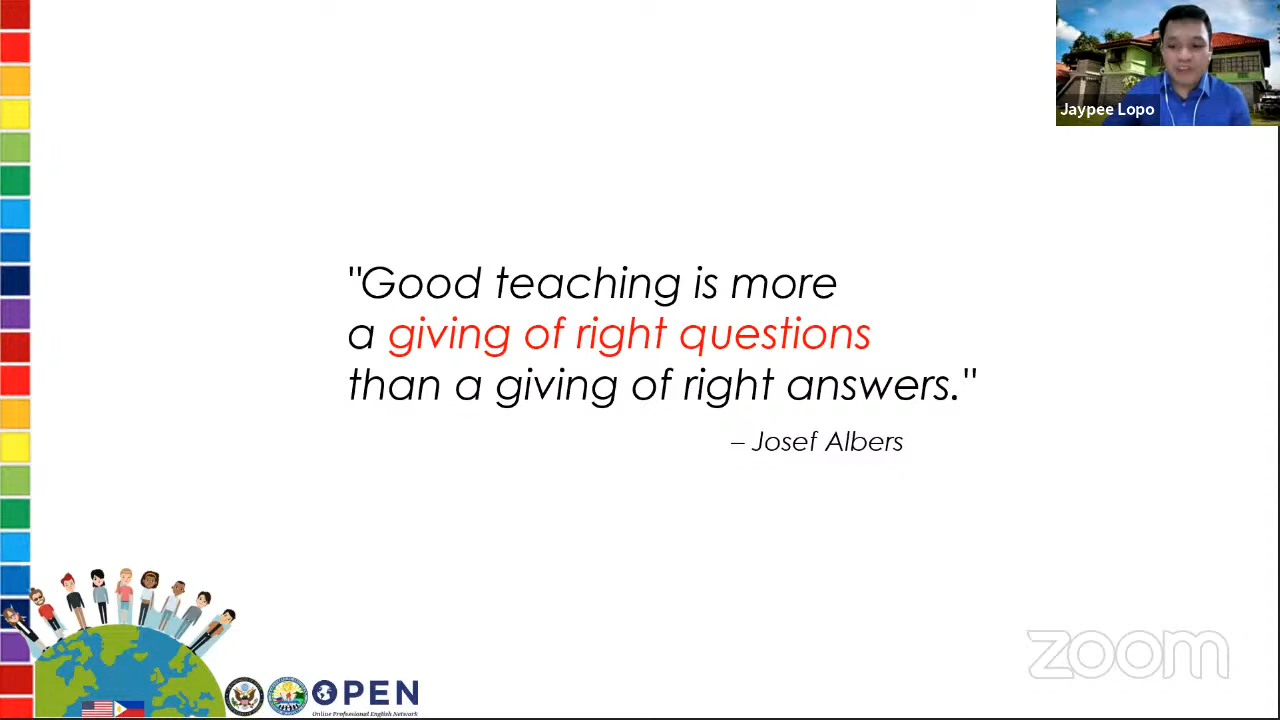 Jaypee Lopo
"Good teaching is more
a giving of right questions
than a giving of right answers."
– Josef Albers
zoom
OPEN
Online Professional English Network